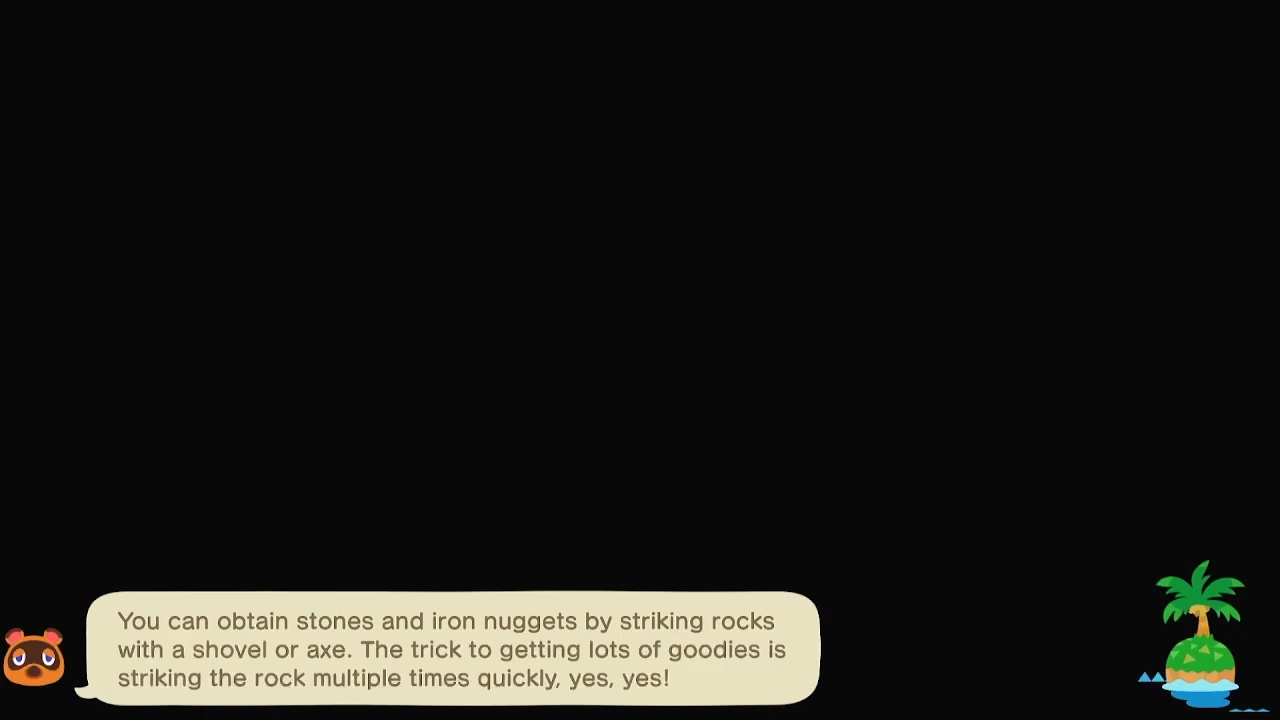 You can obtain stones and iron nuggets by striking rocks
with a shovel or axe. The trick to getting lots of goodies is
striking the rock multiple times quickly, yes, yes!